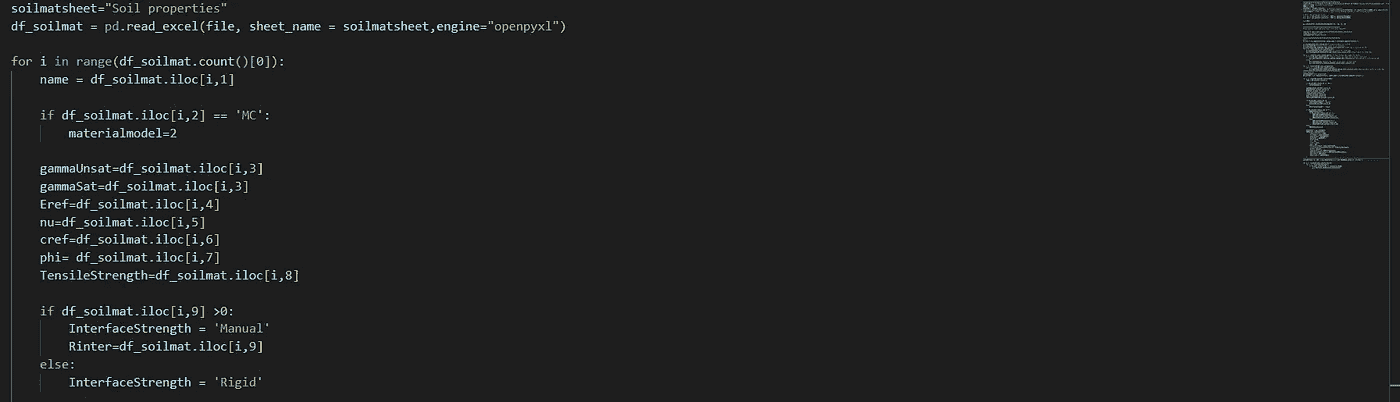 soilmatsheet="Soil properties"
df_soilmat = pd.read_excel(file, sheet_name = soilmatsheet,engine="openpyxl")
for i in range(df_soilmat.count()[0]):
name = df_soilmat.iloc[i,1]
if df_soilmat.iloc[i,2] == 'MC':
materialmodel=2
gammaUnsat=df_soilmat.iloc[i,3]
gammaSat=df_soilmat.iloc[i,3]
Eref=df_soilmat.iloc[i,4]
nu=df_soilmat.iloc[i,5]
cref=df_soilmat.iloc[i,6]
phi= df_soilmat.iloc[i,7]
TensileStrength=df_soilmat.iloc[i,8]
if df_soilmat.iloc[i,9] >0:
InterfaceStrength = 'Manual'
Rinter=df_soilmat.iloc[i,9]
else:
InterfaceStrength = 'Rigid'